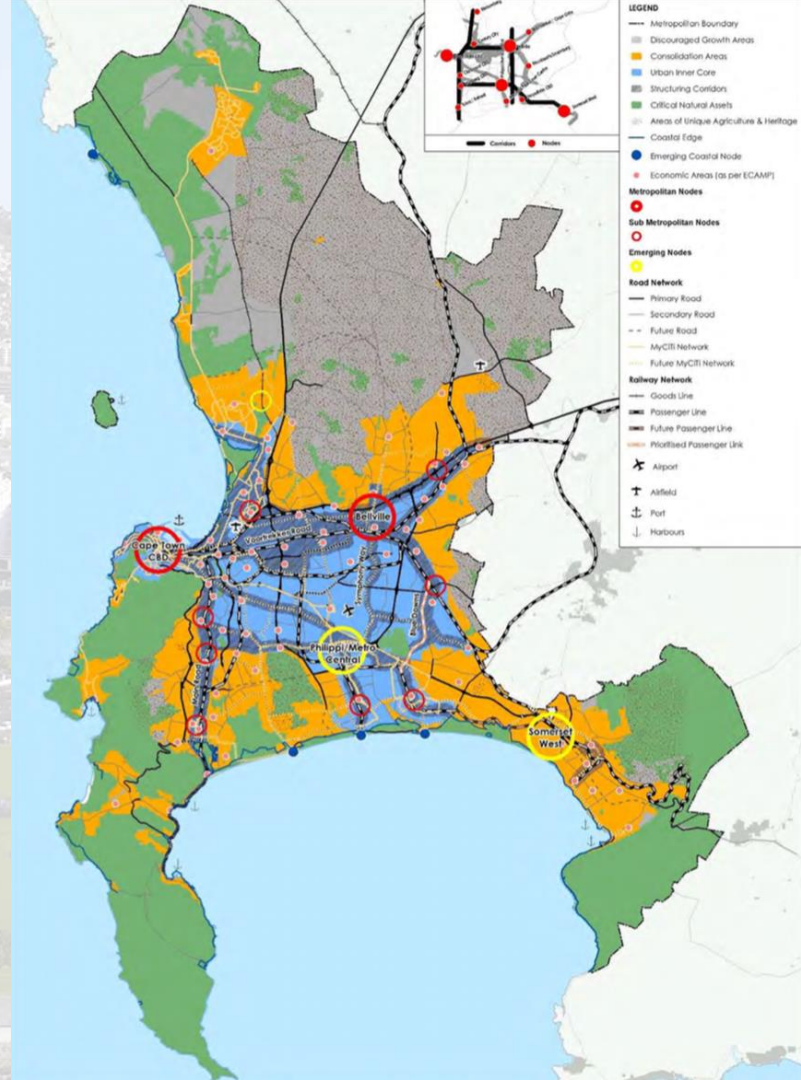 LEGEND
Metropolitan Boundary
Discouraged Growth Areas
Consolidation Areas
Urban Inner Core
Structuring Corridors
Critical Natural Assets
Areas of Unique Agriculture & Heritage
Coastal Edge
Emerging Coastal Node
Economic Areas (as per ECAMP)
Metropolitan Nodes
Sub Metropolitan Nodes
Emerging Nodes
Road Network
Primary Road
Secondary Road
Future Road
MyCiTi Network
Future MyCiTi Network
Railway Network
Goods Line
Passenger Line
Future Passenger Line
Prioritised Passenger Link
Airport
Airfield
Port
Harbours
Corridors
Nodes
Bellville
Voortrekker Road
Cape Town
CBD
Philippi/Metro
Central
Somerset
West